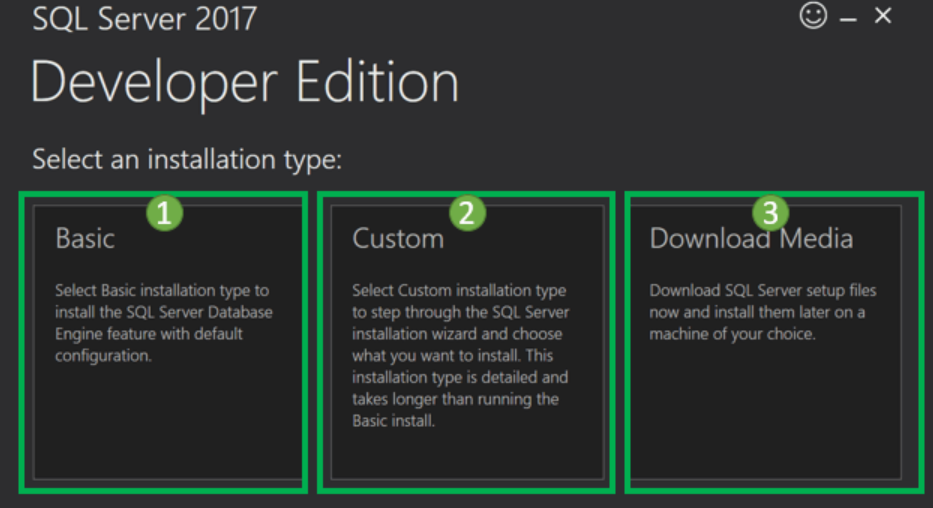 SQL Server 2017
Developer Edition
Select an installation type:
1
Basic
Select Basic installation type to
install the SQL Server Database
Engine feature with default
configuration.
2
Custom
Select Custom installation type
to step through the SQL Server
installation wizard and choose
what you want to install. This
installation type is detailed and
takes longer than running the
Basic install.
3
Download Media
Download SQL Server setup files
now and install them later on a
machine of your choice.